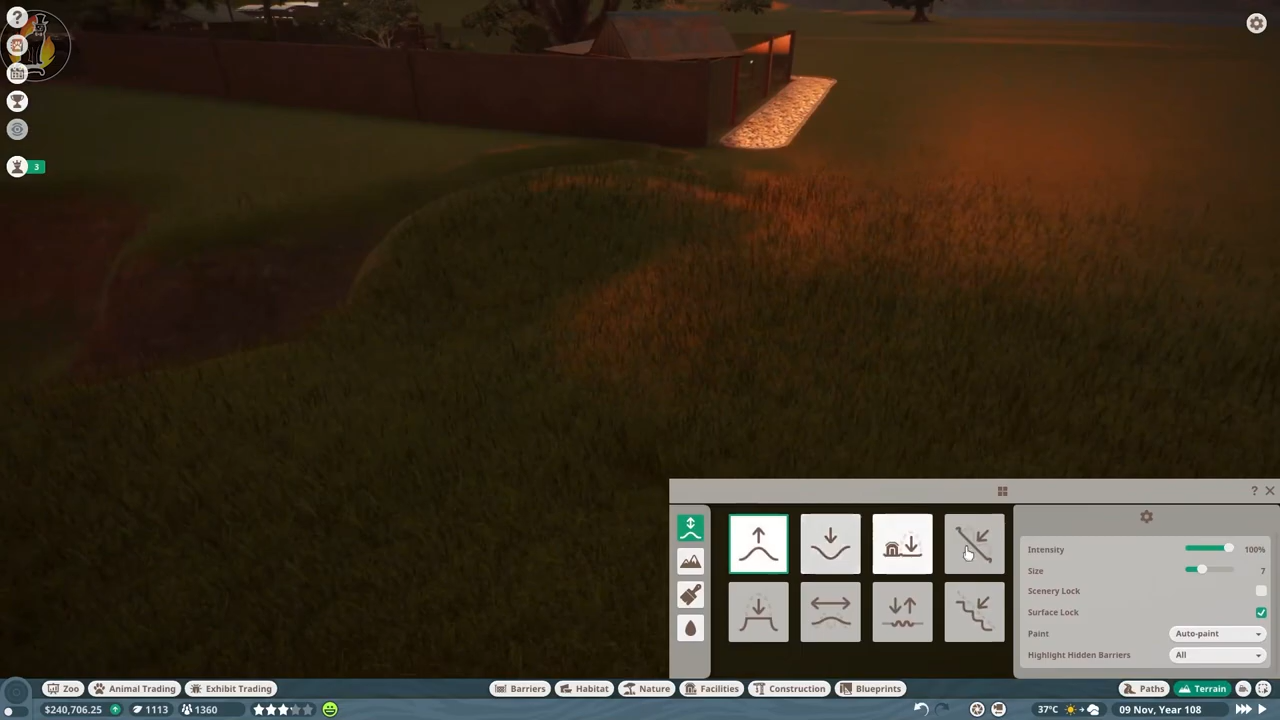 ?
3
?
Intensity 100%
Size 7
Scenery Lock
Surface Lock
Paint Auto-paint
Highlight Hidden Barriers All
Zoo Animal Trading Exhibit Trading Barriers Habitat Nature Facilities Construction Blueprints Paths Terrain
$240,706.25 1113 1360 37°C 09 Nov, Year 108